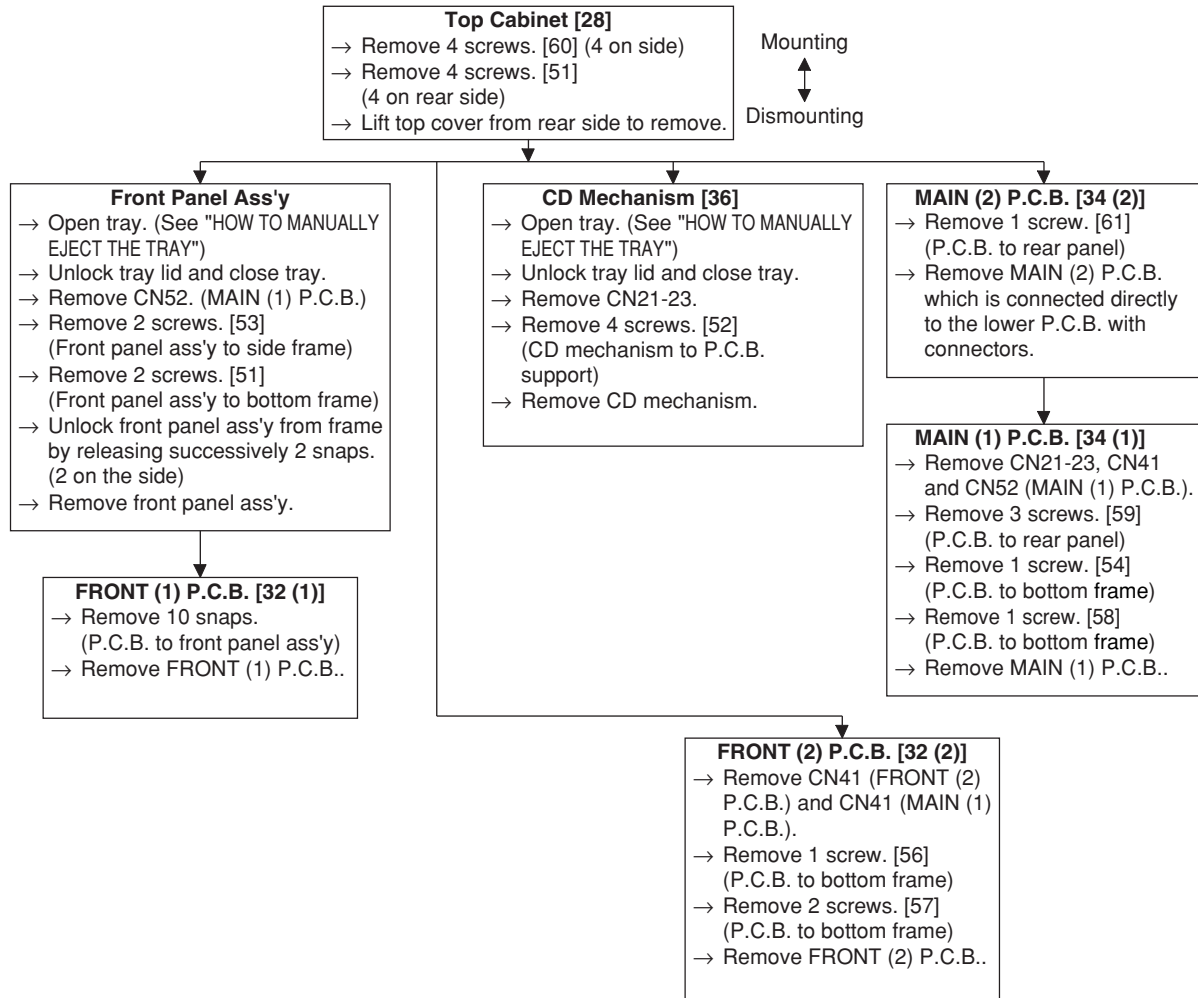 Top Cabinet [28]
→ Remove 4 screws. [60] (4 on side)
→ Remove 4 screws. [51]
(4 on rear side)
→ Lift top cover from rear side to remove.
Mounting
Dismounting
Front Panel Ass'y
→ Open tray. (See "HOW TO MANUALLY
EJECT THE TRAY")
→ Unlock tray lid and close tray.
→ Remove CN52. (MAIN (1) P.C.B.)
→ Remove 2 screws. [53]
(Front panel ass'y to side frame)
→ Remove 2 screws. [51]
(Front panel ass'y to bottom frame)
→ Unlock front panel ass'y from frame
by releasing successively 2 snaps.
(2 on the side)
→ Remove front panel ass'y.
CD Mechanism [36]
→ Open tray. (See "HOW TO MANUALLY
EJECT THE TRAY")
→ Unlock tray lid and close tray.
→ Remove CN21-23.
→ Remove 4 screws. [52]
(CD mechanism to P.C.B.
support)
→ Remove CD mechanism.
MAIN (2) P.C.B. [34 (2)]
→ Remove 1 screw. [61]
(P.C.B. to rear panel)
→ Remove MAIN (2) P.C.B.
which is connected directly
to the lower P.C.B. with
connectors.
MAIN (1) P.C.B. [34 (1)]
→ Remove CN21-23, CN41
and CN52 (MAIN (1) P.C.B.).
→ Remove 3 screws. [59]
(P.C.B. to rear panel)
→ Remove 1 screw. [54]
(P.C.B. to bottom frame)
→ Remove 1 screw. [58]
(P.C.B. to bottom frame)
→ Remove MAIN (1) P.C.B..
FRONT (1) P.C.B. [32 (1)]
→ Remove 10 snaps.
(P.C.B. to front panel ass'y)
→ Remove FRONT (1) P.C.B..
FRONT (2) P.C.B. [32 (2)]
→ Remove CN41 (FRONT (2)
P.C.B.) and CN41 (MAIN (1)
P.C.B.).
→ Remove 1 screw. [56]
(P.C.B. to bottom frame)
→ Remove 2 screws. [57]
(P.C.B. to bottom frame)
→ Remove FRONT (2) P.C.B..